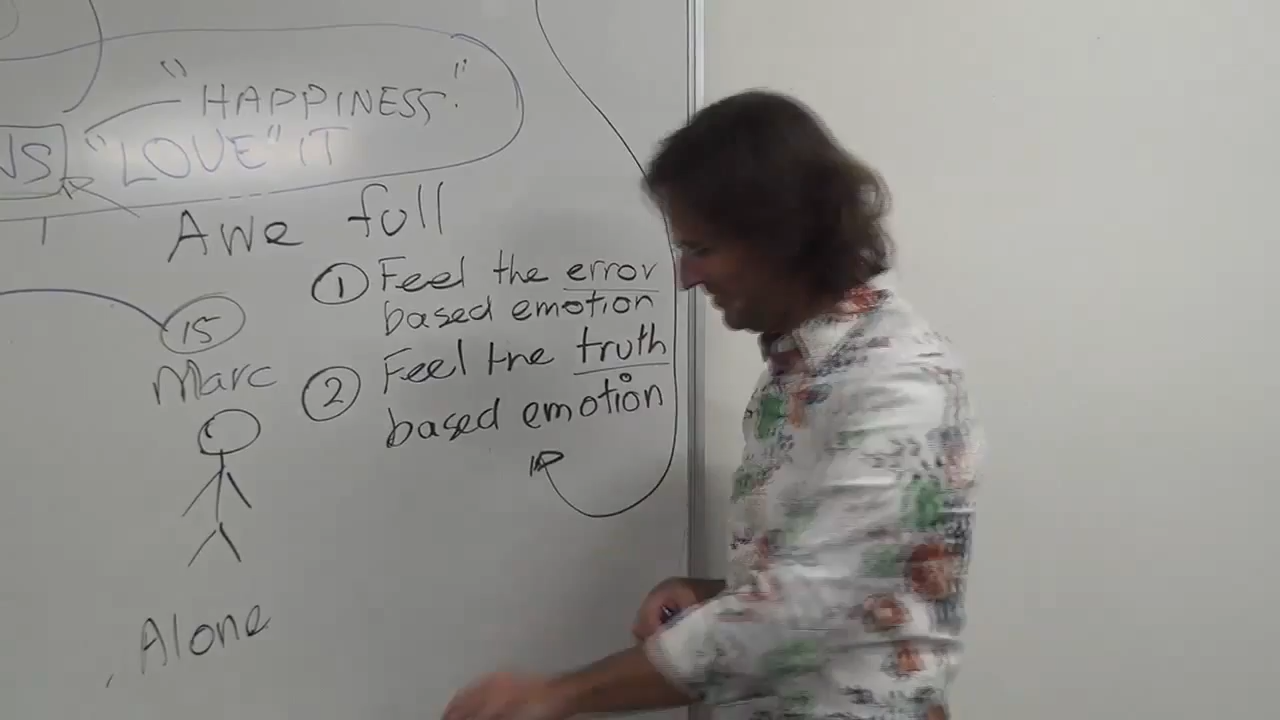 "HAPPINESS."
"LOVE" IT
Awe full
① Feel the error
based emotion
② Feel the truth
based emotion
15
Marc
Alone